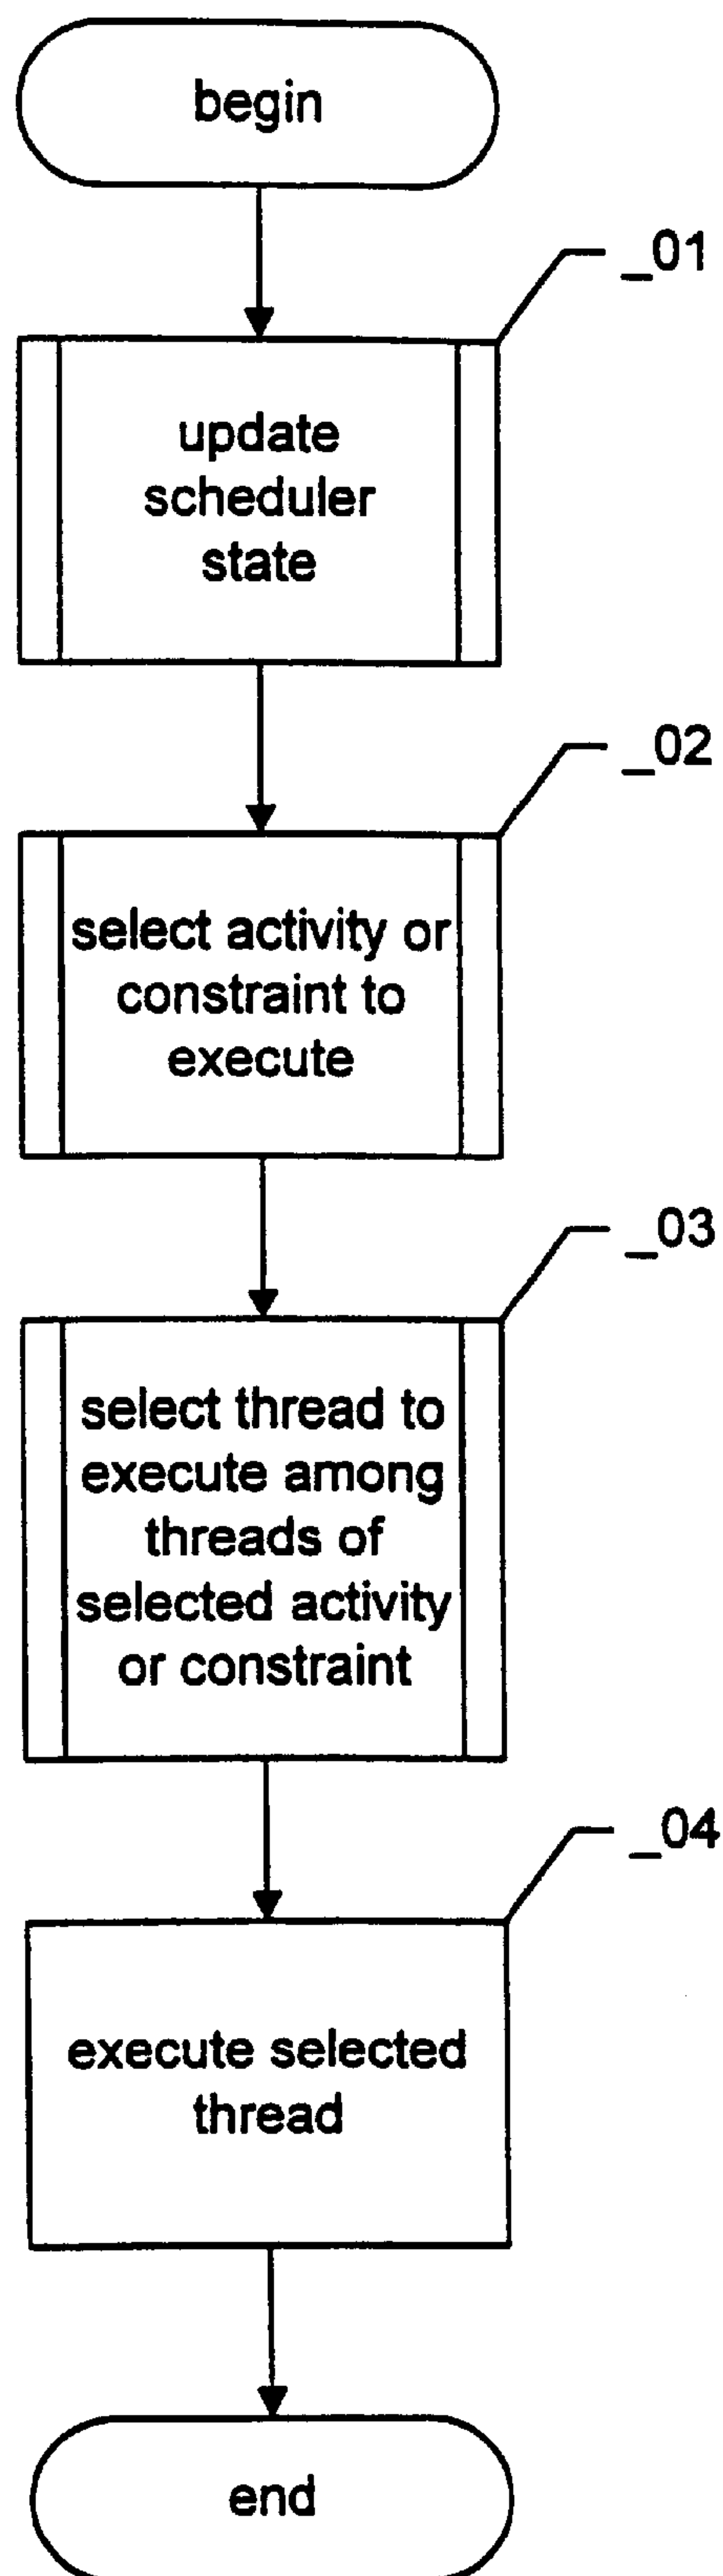 begin
_01
update
scheduler
state
_02
select activity or
constraint to
execute
_03
select thread to
execute among
threads of
selected activity
or constraint
_04
execute selected
thread
end